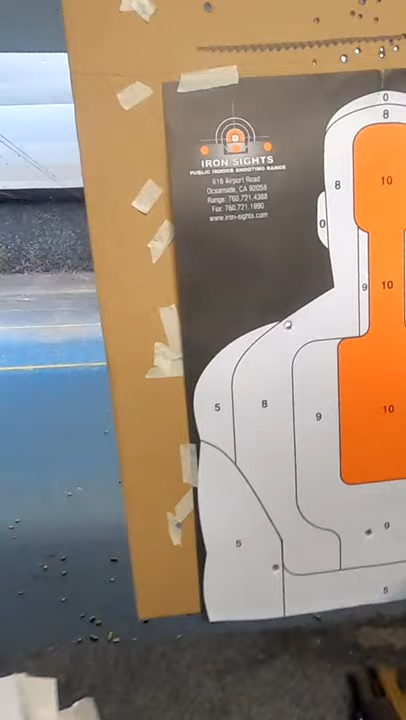 IRON SIGHTS
PUBLIC INDOOR SHOOTING RANGE
618 Airport Road
Oceanside, CA 92058
Range: 760.721.4388
Fax: 760.721.1990
www.iron-sights.com
0
8
8
10
0
9
10
5
8
9
10
5
9
5